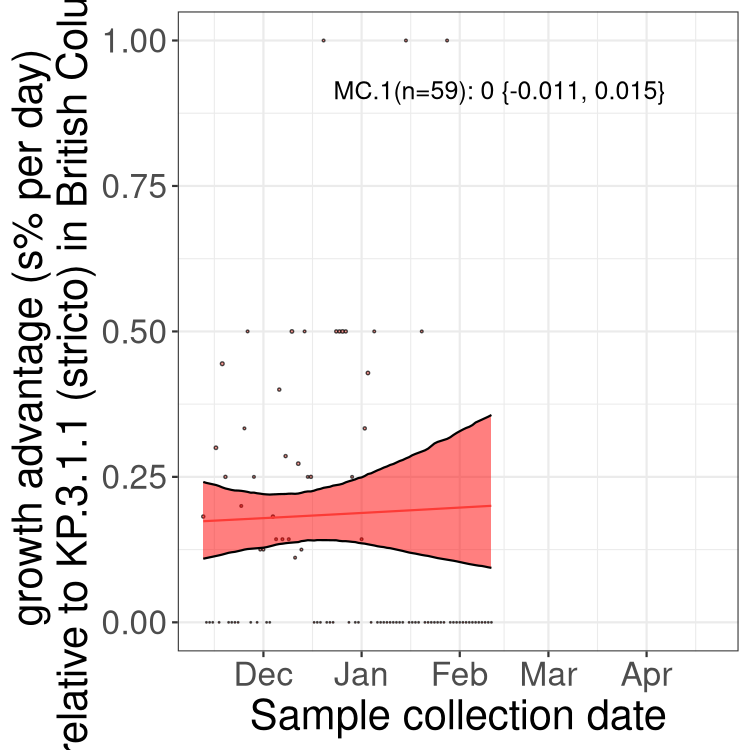 growth advantage (s% per day)
relative to KP.3.1.1 (stricto) in British Colu
1.00
0.75
0.50
0.25
0.00
MC.1(n=59): 0 {-0.011, 0.015}
Dec Jan Feb Mar Apr
Sample collection date